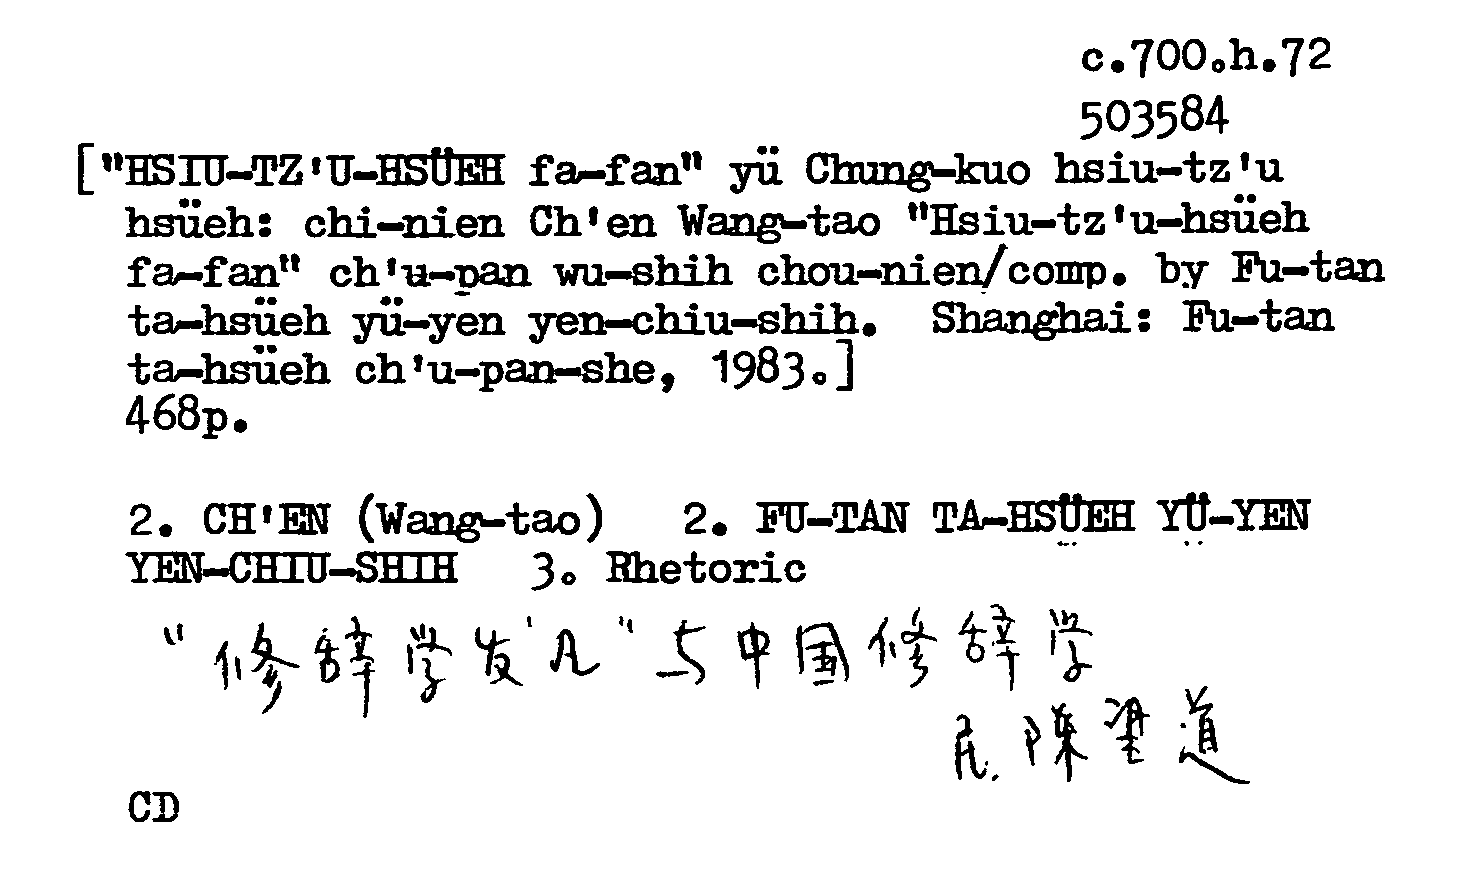 c.700.h.72
503584
["HSIU-TZ'U-HSÜEH fa-fan" yü Chung-kuo hsiu-tz'u
hsüeh: chi-nien Ch'en Wang-tao "Hsiu-tz'u-hsüeh
fa-fan" ch'u-pan wu-shih chou-nien/comp. by Fu-tan
ta-hsüeh yü-yen yen-chiu-shih. Shanghai: Fu-tan
ta-hsüeh ch'u-pan-she, 1983.]
468p.
2. CH'EN (Wang-tao) 2. FU-TAN TA-HSÜEH YÜ-YEN
YEN-CHIU-SHIH 3. Rhetoric
"修辞学发凡"与中国修辞学
民. 陳望道
CD